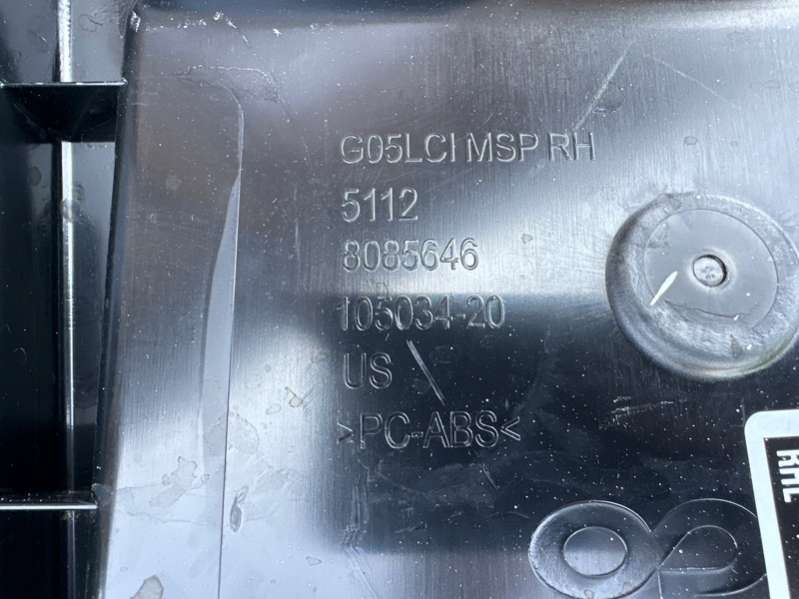 G05LCI MSP RH
5112
8085646
105034-20
US
>PC-ABS<